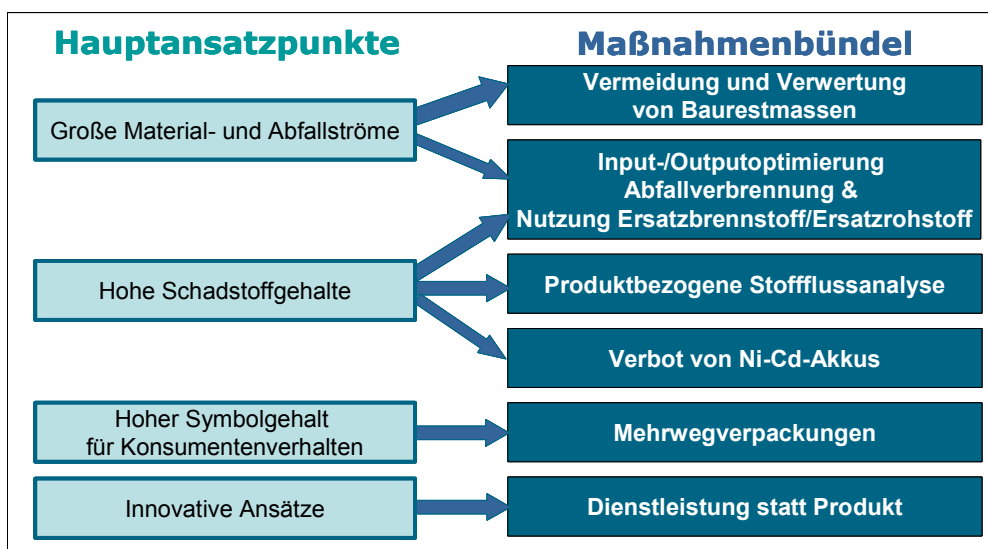 Hauptansatzpunkte
Maßnahmenbündel
Große Material- und Abfallströme
Vermeidung und Verwertung
von Baurestmassen
Input-/Outputoptimierung
Abfallverbrennung &
Nutzung Ersatzbrennstoff/Ersatzrohstoff
Hohe Schadstoffgehalte
Produktbezogene Stoffflussanalyse
Verbot von Ni-Cd-Akkus
Hoher Symbolgehalt
für Konsumentenverhalten
Mehrwegverpackungen
Innovative Ansätze
Dienstleistung statt Produkt